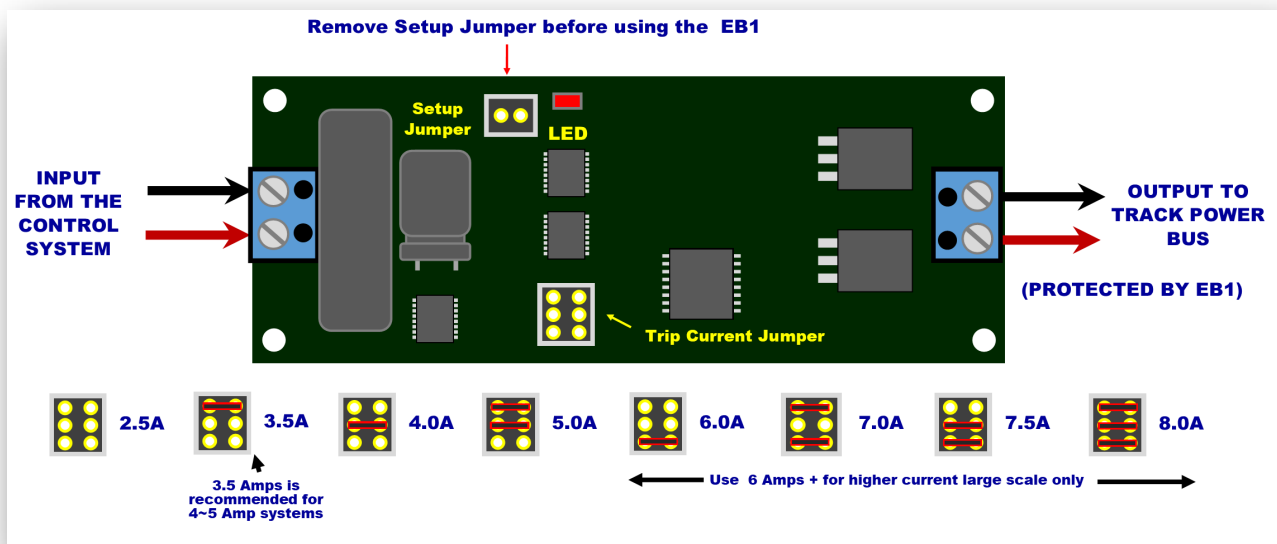 Remove Setup Jumper before using the  EB1
Setup
Jumper
LED
INPUT
FROM THE
CONTROL
SYSTEM
OUTPUT TO
TRACK POWER
BUS
(PROTECTED BY EB1)
Trip Current Jumper
2.5A
3.5A
4.0A
5.0A
6.0A
7.0A
7.5A
8.0A
3.5 Amps is
recommended for
4~5 Amp systems
Use  6 Amps + for higher current large scale only